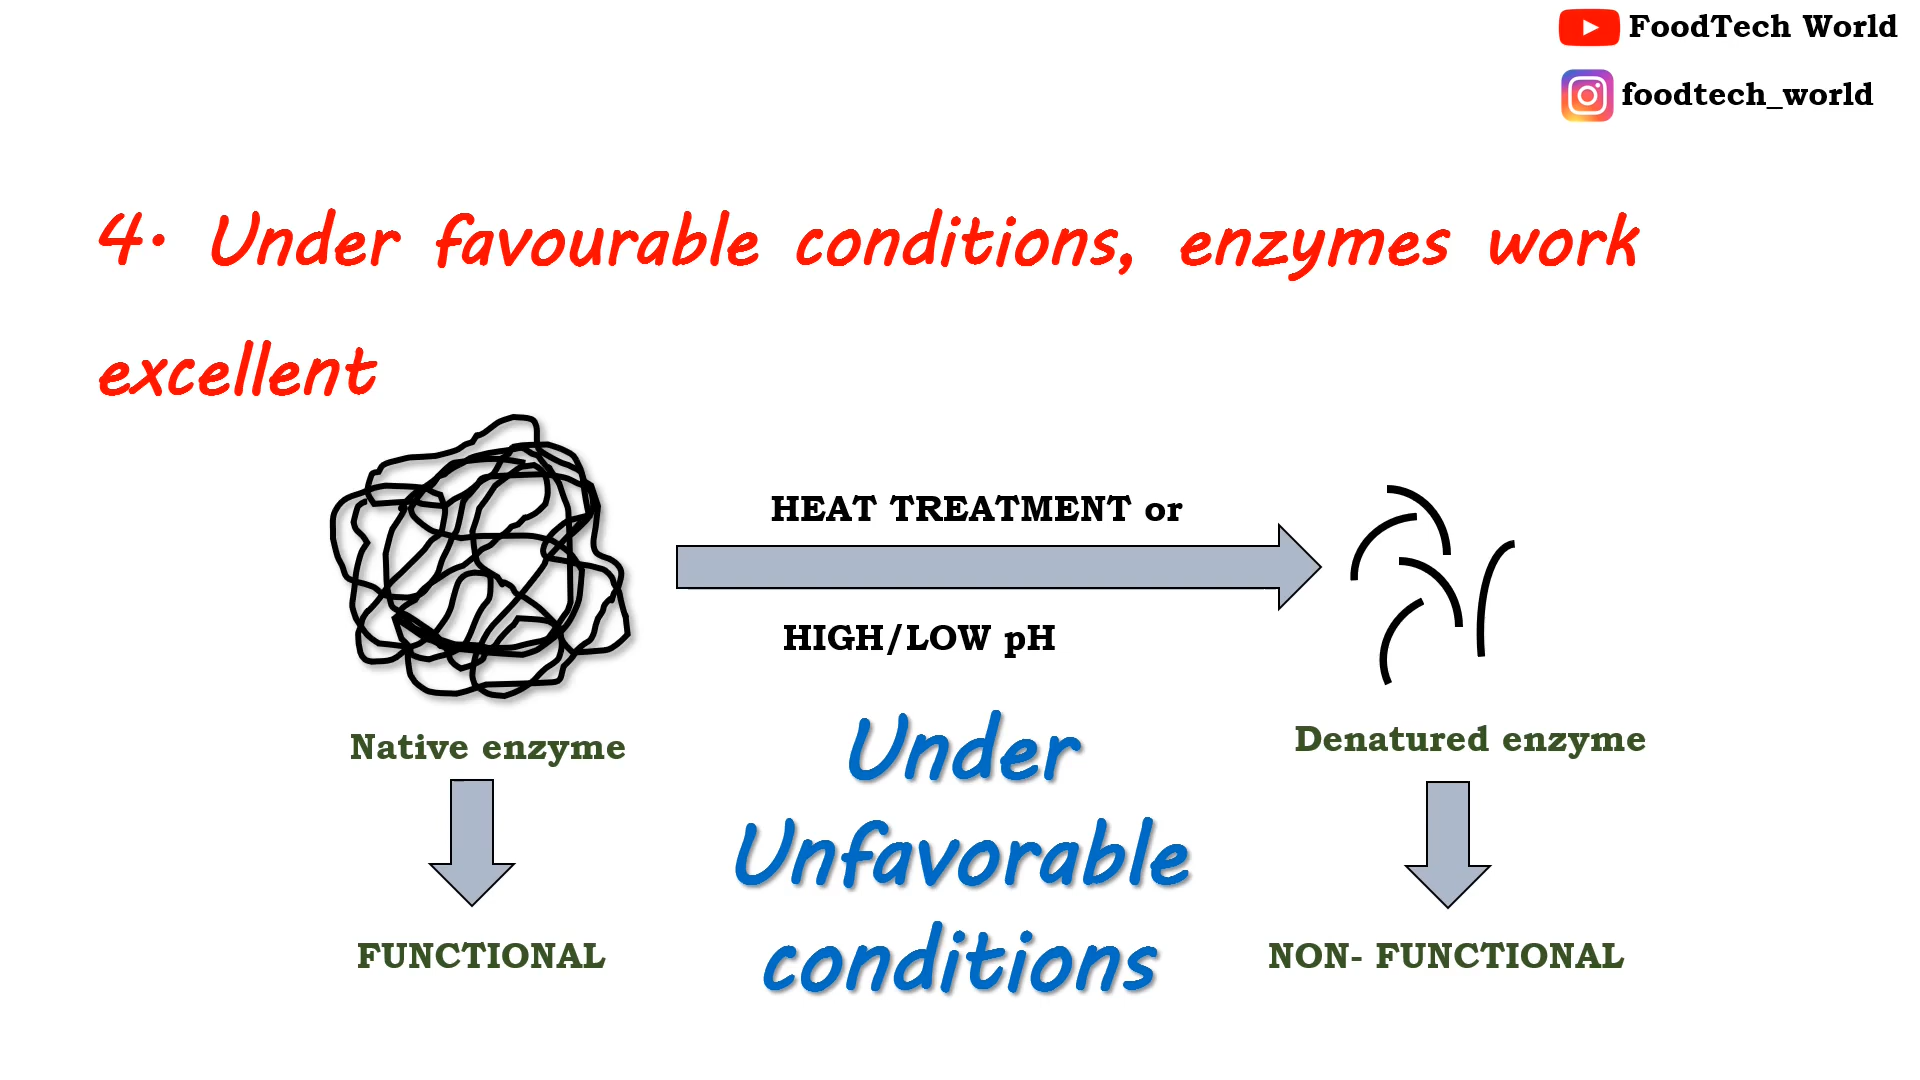 FoodTech World
foodtech_world
4. Under favourable conditions, enzymes work
excellent
HEAT TREATMENT or
HIGH/LOW pH
Native enzyme
Denatured enzyme
Under
Unfavorable
conditions
FUNCTIONAL
NON- FUNCTIONAL